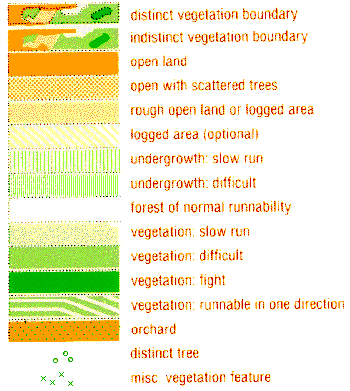 distinct vegetation boundary
indistinct vegetation boundary
open land
open with scattered trees
rough open land or logged area
logged area (optional)
undergrowth: slow run
undergrowth: difficult
forest of normal runnability
vegetation: slow run
vegetation: difficult
vegetation: fight
vegetation: runnable in one direction
orchard
distinct tree
misc. vegetation feature